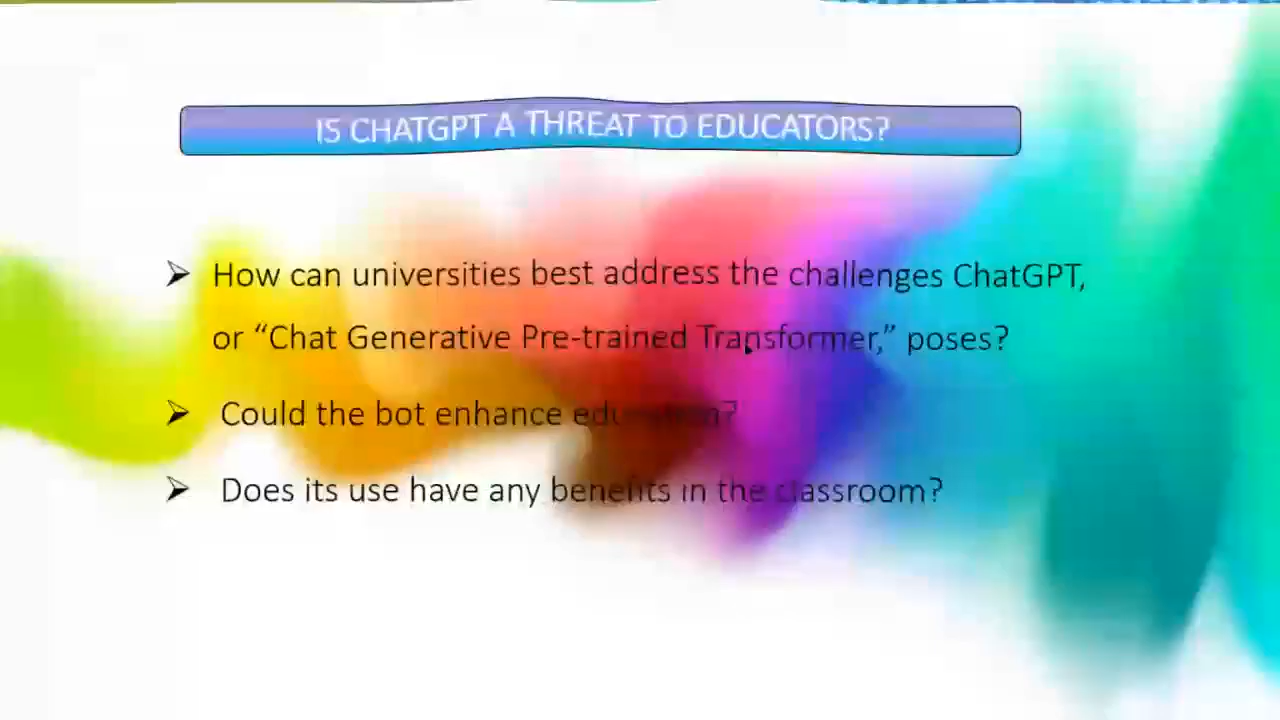 IS CHATGPT A THREAT TO EDUCATORS?
➢ How can universities best address the challenges ChatGPT,
or “Chat Generative Pre-trained Transformer,” poses?
➢ Could the bot enhance education?
➢ Does its use have any benefits in the classroom?